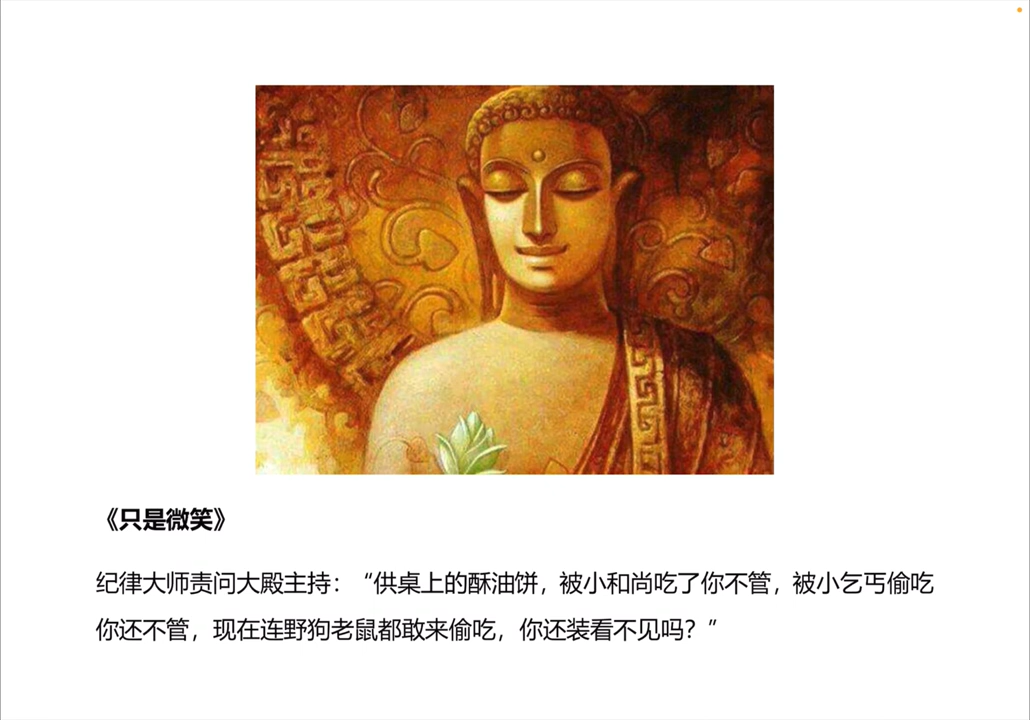 《只是微笑》
纪律大师责问大殿主持：“供桌上的酥油饼，被小和尚吃了你不管，被小乞丐偷吃
你还不管，现在连野狗老鼠都敢来偷吃，你还装看不见吗？”